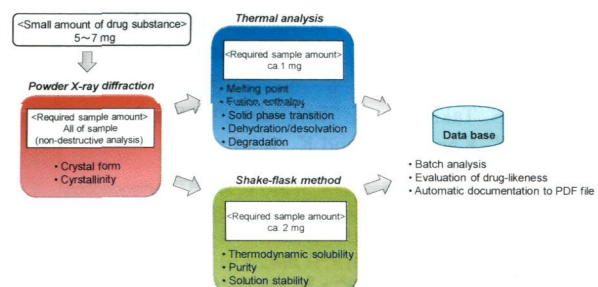 <Small amount of drug substance>
5～7 mg
Powder X-ray diffraction
<Required sample amount>
All of sample
(non-destructive analysis)
• Crystal form
• Cyrstallinity
Thermal analysis
<Required sample amount>
ca 1 mg
• Melting point
• Fusion enthalpy
• Solid phase transition
• Dehydration/desolvation
• Degradation
Shake-flask method
<Required sample amount>
ca. 2 mg
• Thermodynamic solubility
• Purity
• Solution stability
Data base
• Batch analysis
• Evaluation of drug-likeness
• Automatic documentation to PDF file